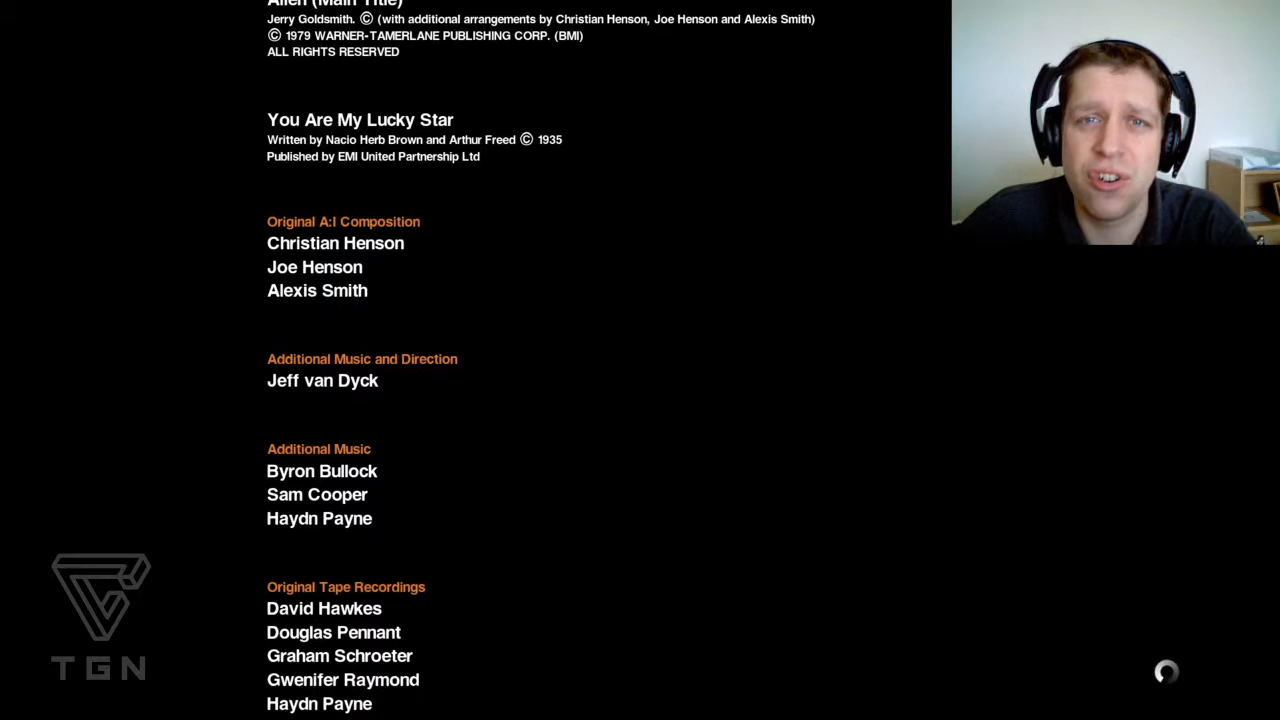 Alien (Main Title)
Jerry Goldsmith. © (with additional arrangements by Christian Henson, Joe Henson and Alexis Smith)
© 1979 WARNER-TAMERLANE PUBLISHING CORP. (BMI)
ALL RIGHTS RESERVED
You Are My Lucky Star
Written by Nacio Herb Brown and Arthur Freed © 1935
Published by EMI United Partnership Ltd
Original A:I Composition
Christian Henson
Joe Henson
Alexis Smith
Additional Music and Direction
Jeff van Dyck
Additional Music
Byron Bullock
Sam Cooper
Haydn Payne
Original Tape Recordings
David Hawkes
Douglas Pennant
Graham Schroeter
Gwenifer Raymond
Haydn Payne
TGN